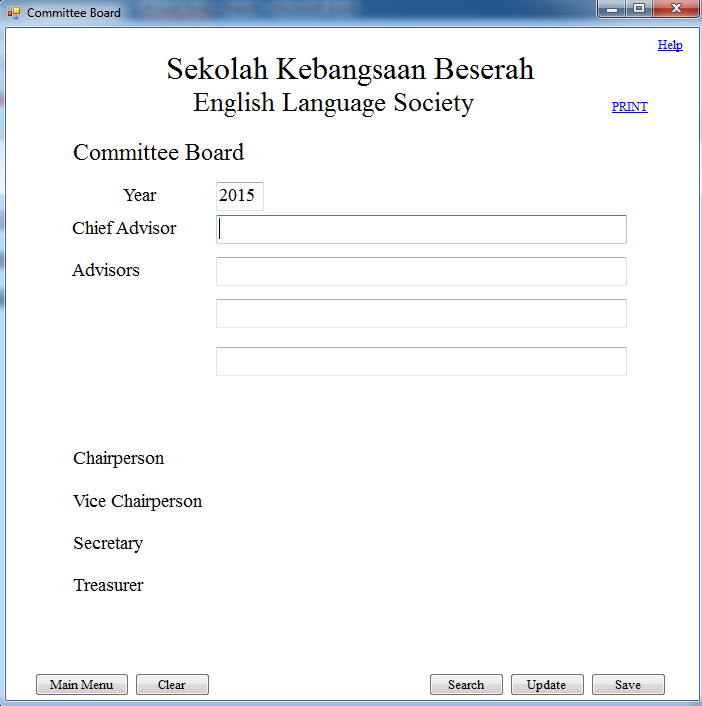 Committee Board
Help
Sekolah Kebangsaan Beserah
English Language Society
PRINT
Committee Board
Year 2015
Chief Advisor
Advisors
Chairperson
Vice Chairperson
Secretary
Treasurer
Main Menu Clear Search Update Save